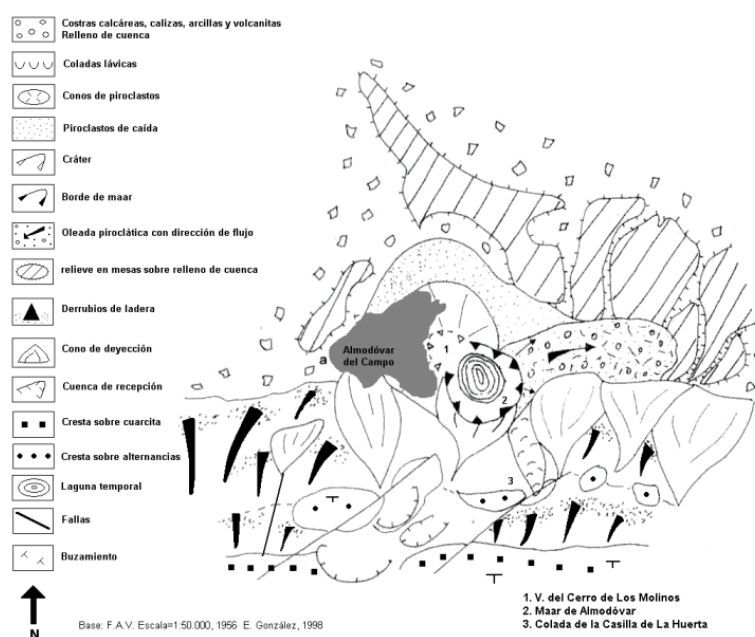 Costras calcáreas, calizas, arcillas y volcanitas
Relleno de cuenca
Coladas lávicas
Conos de piroclastos
Piroclastos de caída
Cráter
Borde de maar
Oleada piroclática con dirección de flujo
relieve en mesas sobre relleno de cuenca
Derrubios de ladera
Cono de deyección
Cuenca de recepción
Cresta sobre cuarcita
Cresta sobre alternancias
Laguna temporal
Fallas
Buzamiento
N
Base: F.A.V. Escala=1:50.000, 1956 E. González, 1998
a
Almodóvar
del Campo
1
2
3
1. V. del Cerro de Los Molinos
2. Maar de Almodóvar
3. Colada de la Casilla de La Huerta